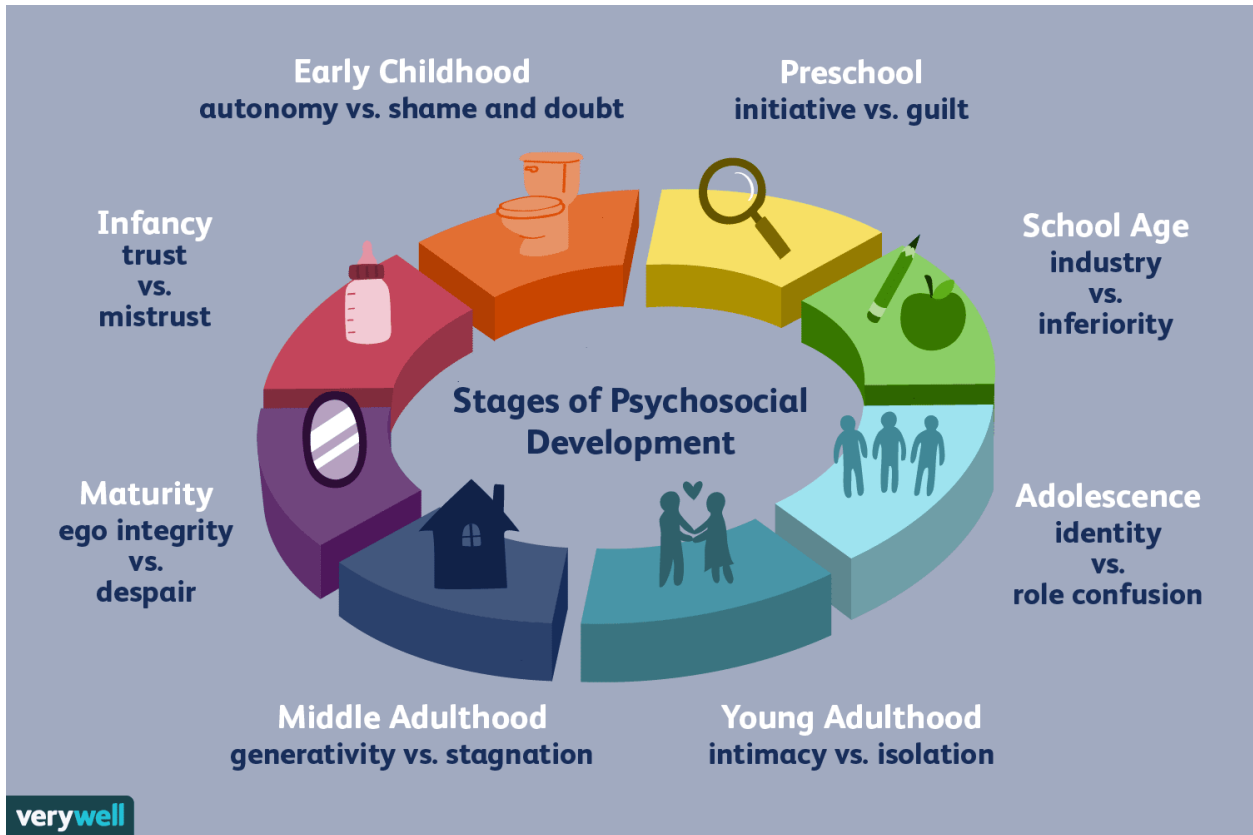 Early Childhood
autonomy vs. shame and doubt
Preschool
initiative vs. guilt
Infancy
trust
vs.
mistrust
School Age
industry
vs.
inferiority
Stages of Psychosocial
Development
Maturity
ego integrity
vs.
despair
Adolescence
identity
vs.
role confusion
Middle Adulthood
generativity vs. stagnation
Young Adulthood
intimacy vs. isolation
verywell